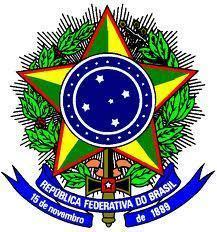 REPÚBLICA FEDERATIVA DO BRASIL
15 de novembro de 1889